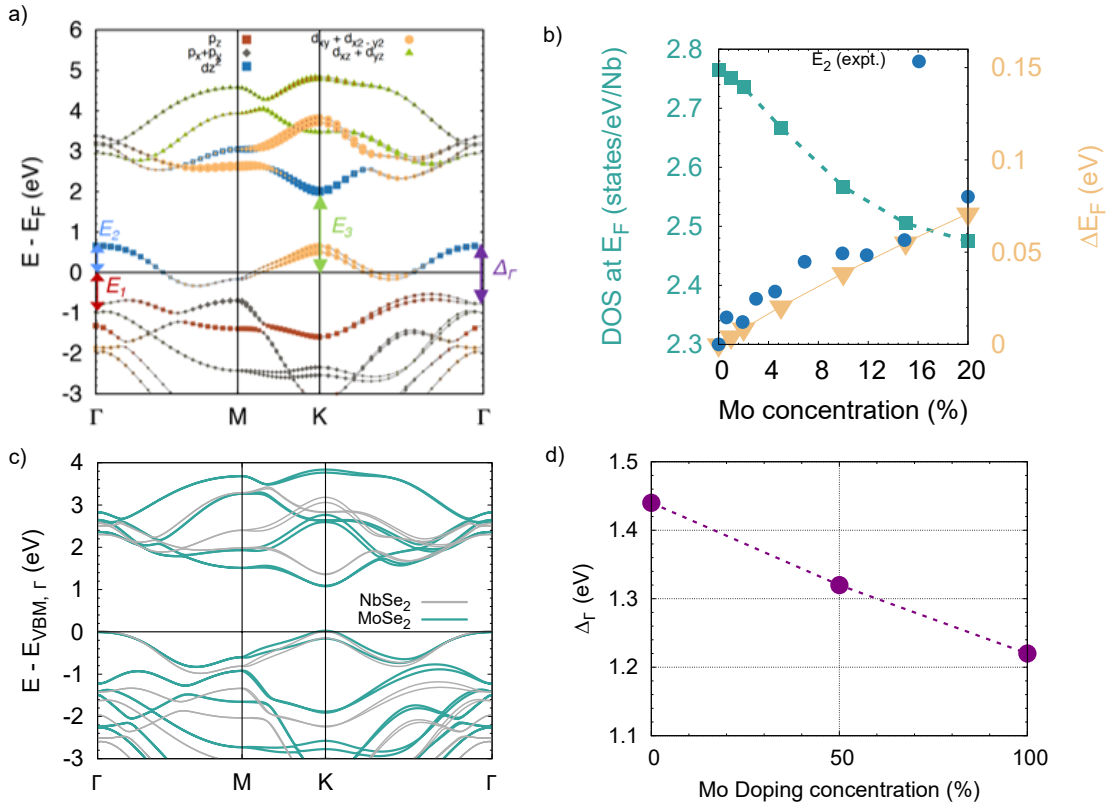 a)
6
5
4
3
2
1
0
-1
-2
-3
E - E_F (eV)
p_z
p_x+p_y
dz²
d_xy + d_x2 - y2
d_xz + d_yz
E_2
E_1
E_3
Δ_Γ
Γ M K Γ
b)
2.8
2.7
2.6
2.5
2.4
2.3
DOS at E_F (states/eV/Nb)
E_2 (expt.)
0.15
0.1
0.05
0
ΔE_F (eV)
0 4 8 12 16 20
Mo concentration (%)
c)
4
3
2
1
0
-1
-2
-3
E - E_VBM, Γ (eV)
NbSe_2
MoSe_2
Γ M K Γ
d)
1.5
1.4
1.3
1.2
1.1
Δ_Γ (eV)
0 50 100
Mo Doping concentration (%)